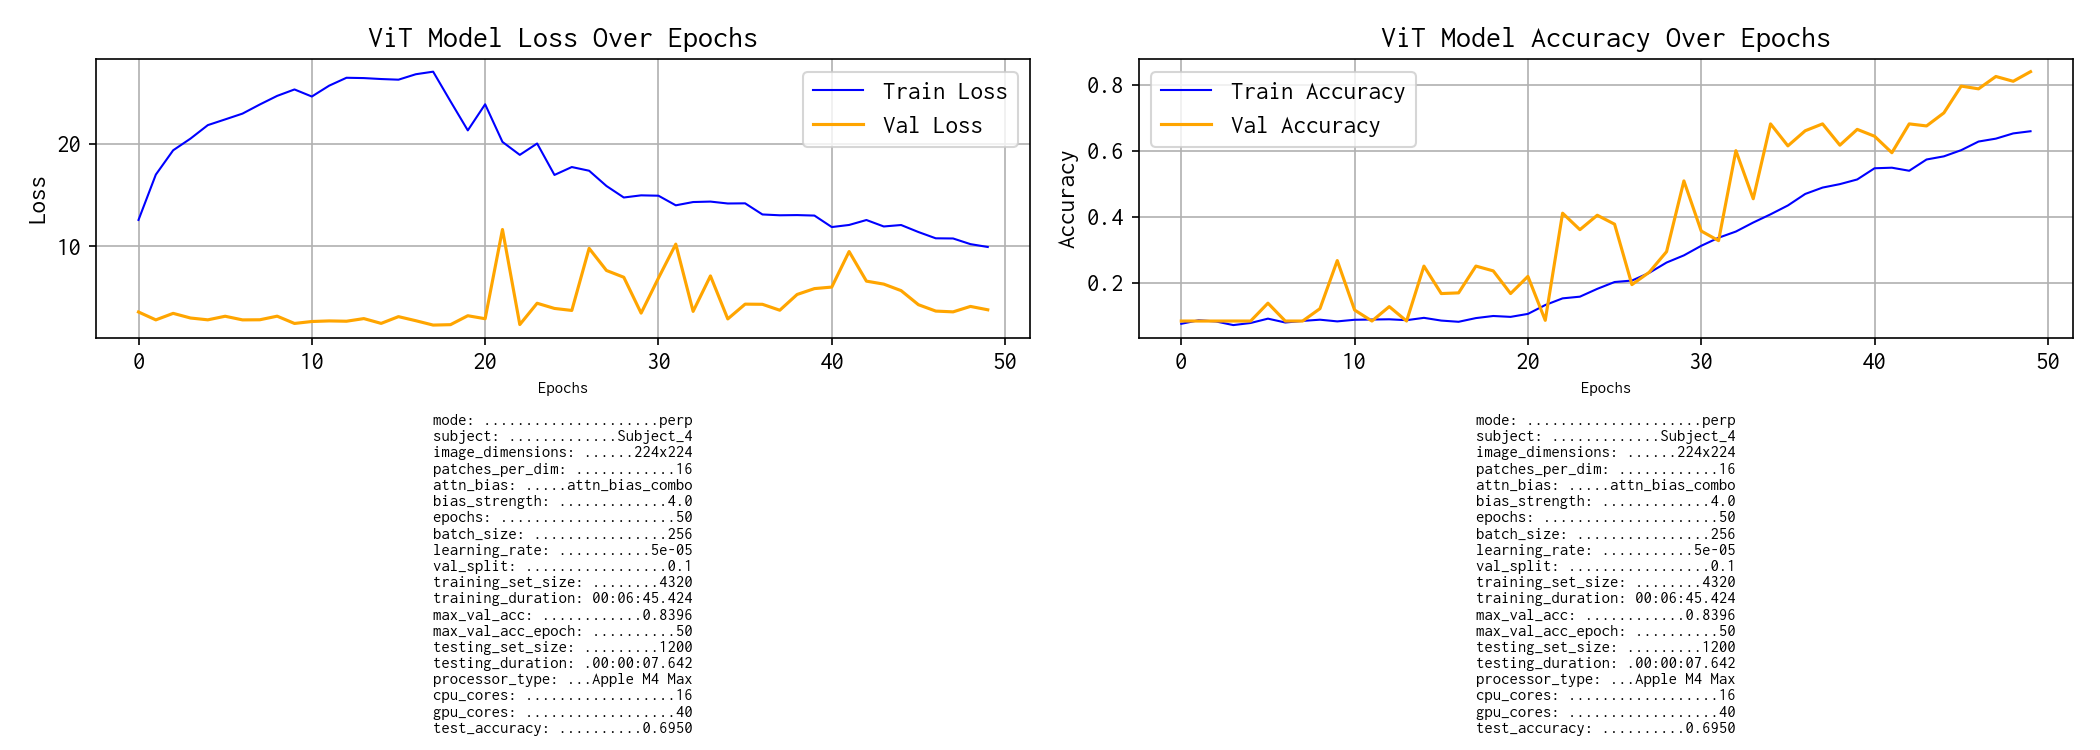 ViT Model Loss Over Epochs
Train Loss
Val Loss
20
10
Loss
0 10 20 30 40 50
Epochs
mode: .....................perp
subject: .............Subject_4
image_dimensions: ......224x224
patches_per_dim: ............16
attn_bias: .....attn_bias_combo
bias_strength: .............4.0
epochs: .....................50
batch_size: ................256
learning_rate: ...........5e-05
val_split: .................0.1
training_set_size: ........4320
training_duration: 00:06:45.424
max_val_acc: ............0.8396
max_val_acc_epoch: ..........50
testing_set_size: .........1200
testing_duration: .00:00:07.642
processor_type: ...Apple M4 Max
cpu_cores: ..................16
gpu_cores: ..................40
test_accuracy: ..........0.6950
ViT Model Accuracy Over Epochs
Train Accuracy
Val Accuracy
0.8
0.6
0.4
0.2
Accuracy
0 10 20 30 40 50
Epochs
mode: .....................perp
subject: .............Subject_4
image_dimensions: ......224x224
patches_per_dim: ............16
attn_bias: .....attn_bias_combo
bias_strength: .............4.0
epochs: .....................50
batch_size: ................256
learning_rate: ...........5e-05
val_split: .................0.1
training_set_size: ........4320
training_duration: 00:06:45.424
max_val_acc: ............0.8396
max_val_acc_epoch: ..........50
testing_set_size: .........1200
testing_duration: .00:00:07.642
processor_type: ...Apple M4 Max
cpu_cores: ..................16
gpu_cores: ..................40
test_accuracy: ..........0.6950